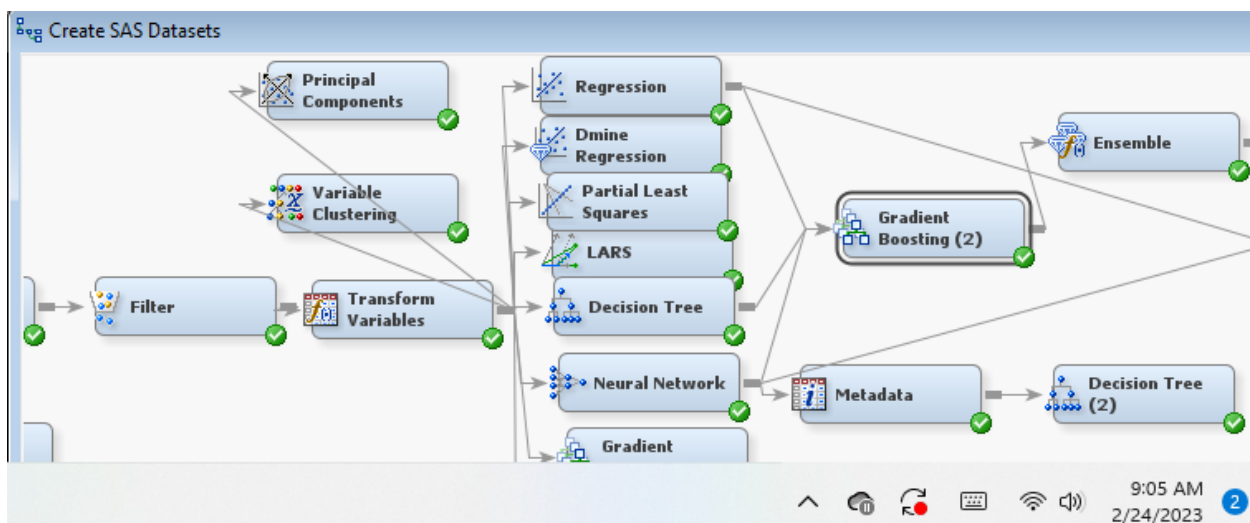 Create SAS Datasets
Principal
Components
Regression
Dmine
Regression
Ensemble
Variable
Clustering
Partial Least
Squares
Gradient
Boosting (2)
LARS
Filter
Transform
Variables
Decision Tree
Neural Network
Metadata
Decision Tree
(2)
Gradient
9:05 AM
2/24/2023
2